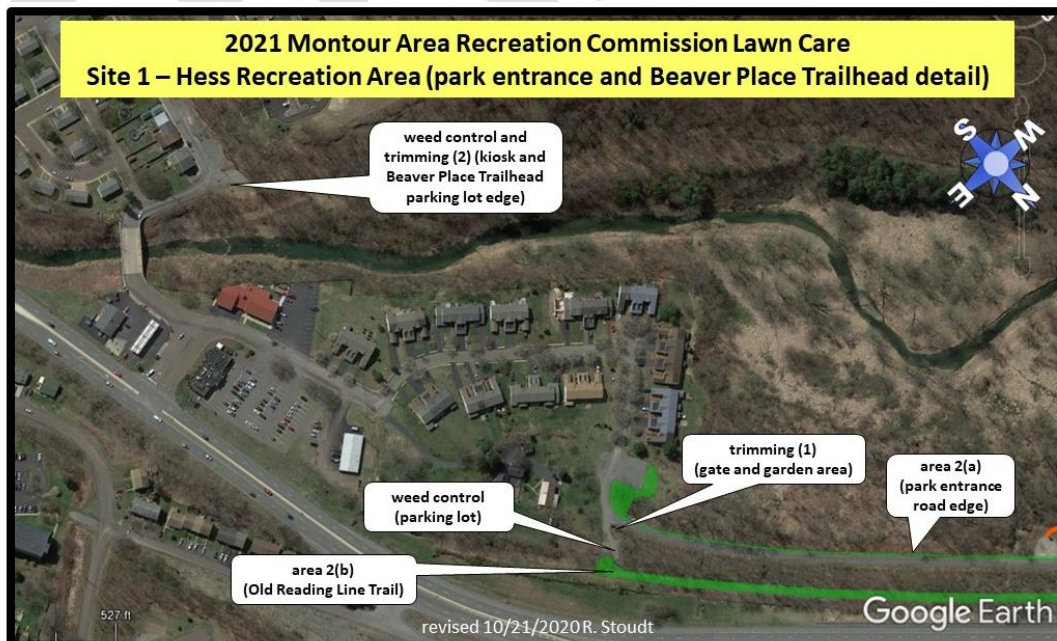 2021 Montour Area Recreation Commission Lawn Care
Site 1 – Hess Recreation Area (park entrance and Beaver Place Trailhead detail)
weed control and
trimming (2) (kiosk and
Beaver Place Trailhead
parking lot edge)
S
W
E
N
trimming (1)
(gate and garden area)
area 2(a)
(park entrance
road edge)
weed control
(parking lot)
area 2(b)
(Old Reading Line Trail)
527 ft
revised 10/21/2020 R. Stoudt
Google Earth